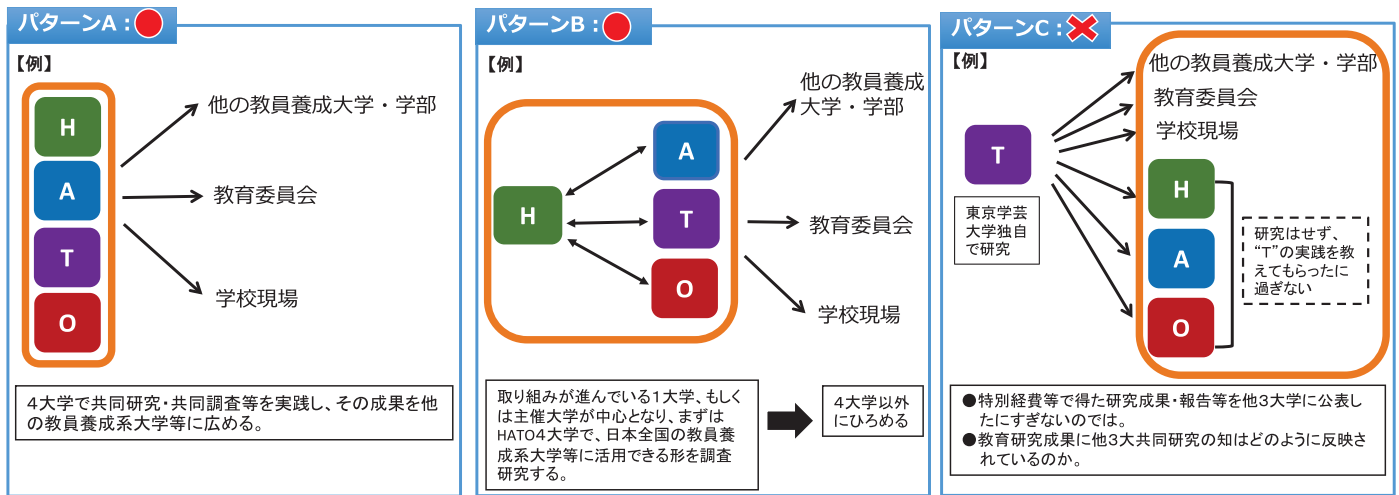 パターンA：
【例】
H
A
T
O
他の教員養成大学・学部
教育委員会
学校現場
4大学で共同研究・共同調査等を実践し、その成果を他
の教員養成系大学等に広める。
パターンB：
【例】
H
A
T
O
他の教員養成
大学・学部
教育委員会
学校現場
取り組みが進んでいる1大学、もしく
は主催大学が中心となり、まずは
HATO4大学で、日本全国の教員養
成系大学等に活用できる形を調査
研究する。
4大学以外
にひろめる
パターンC：
【例】
T
東京学芸
大学独自
で研究
他の教員養成大学・学部
教育委員会
学校現場
H
A
O
研究はせず、
“T”の実践を教
えてもらったに
過ぎない
●特別経費等で得た研究成果・報告等を他3大学に公表し
たにすぎないのでは。
●教育研究成果に他3大共同研究の知はどのように反映さ
れているのか。